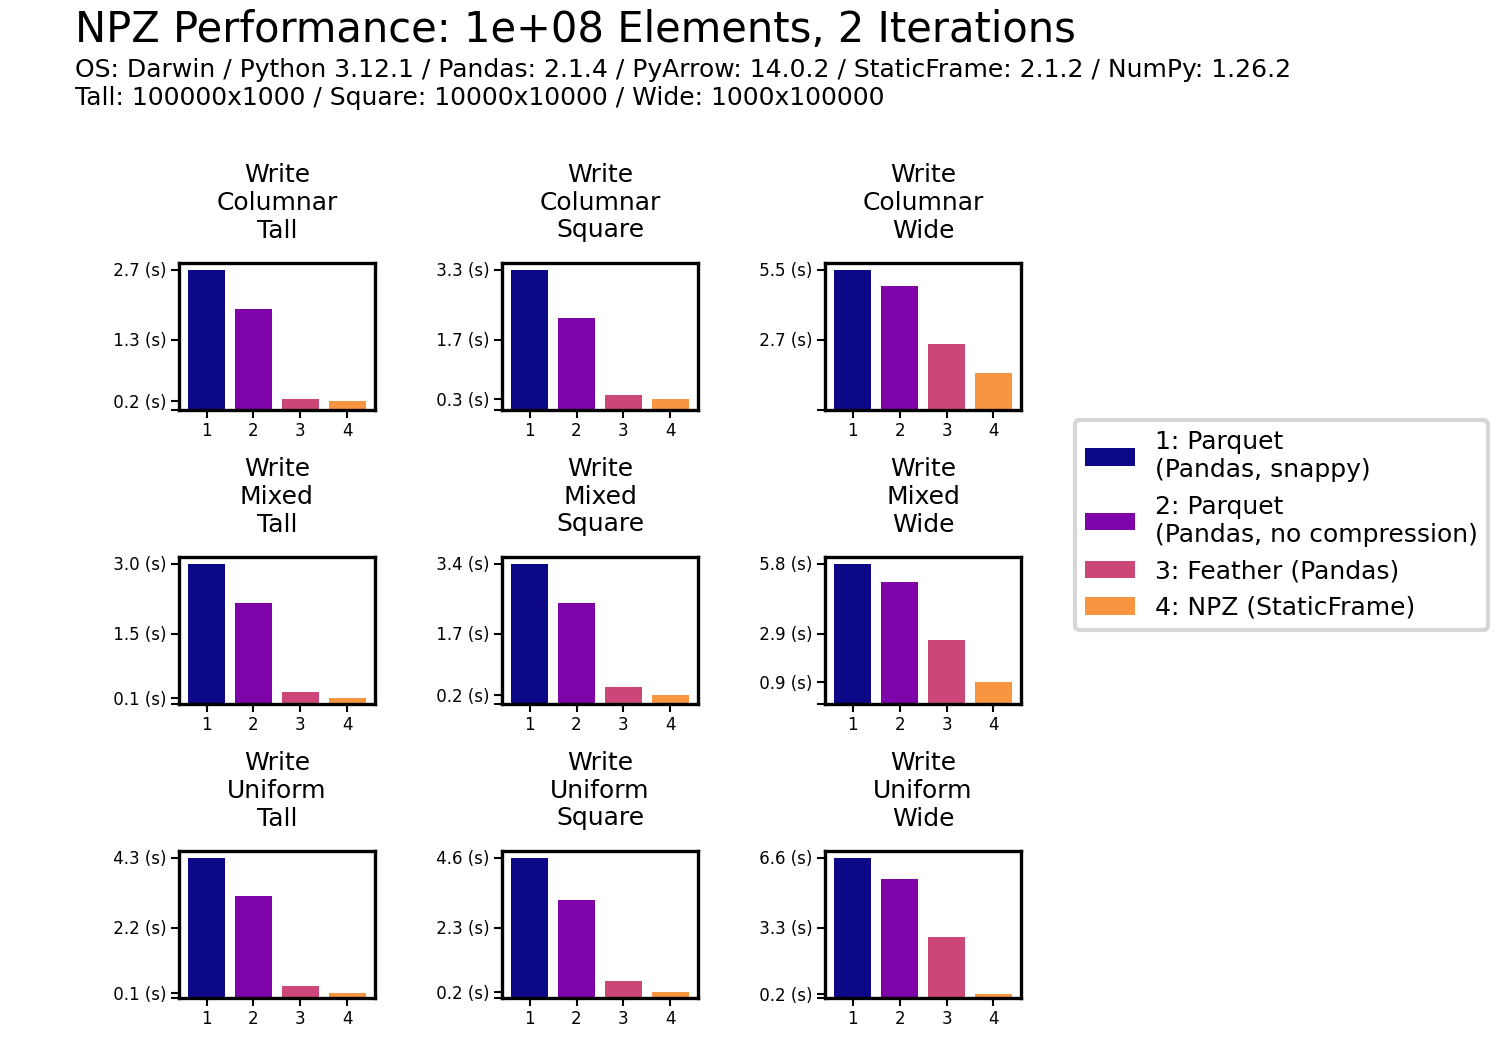 NPZ Performance: 1e+08 Elements, 2 Iterations
OS: Darwin / Python 3.12.1 / Pandas: 2.1.4 / PyArrow: 14.0.2 / StaticFrame: 2.1.2 / NumPy: 1.26.2
Tall: 100000x1000 / Square: 10000x10000 / Wide: 1000x100000
Write
Columnar
Tall
2.7 (s)
1.3 (s)
0.2 (s)
1 2 3 4
Write
Columnar
Square
3.3 (s)
1.7 (s)
0.3 (s)
1 2 3 4
Write
Columnar
Wide
5.5 (s)
2.7 (s)
1 2 3 4
Write
Mixed
Tall
3.0 (s)
1.5 (s)
0.1 (s)
1 2 3 4
Write
Mixed
Square
3.4 (s)
1.7 (s)
0.2 (s)
1 2 3 4
Write
Mixed
Wide
5.8 (s)
2.9 (s)
0.9 (s)
1 2 3 4
Write
Uniform
Tall
4.3 (s)
2.2 (s)
0.1 (s)
1 2 3 4
Write
Uniform
Square
4.6 (s)
2.3 (s)
0.2 (s)
1 2 3 4
Write
Uniform
Wide
6.6 (s)
3.3 (s)
0.2 (s)
1 2 3 4
1: Parquet
(Pandas, snappy)
2: Parquet
(Pandas, no compression)
3: Feather (Pandas)
4: NPZ (StaticFrame)